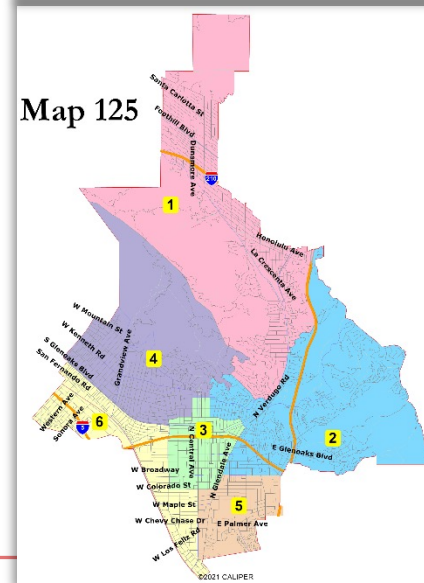 Map 125
Santa Carlotta St
Foothill Blvd
Dunsmore Ave
210
1
Honolulu Ave
La Crescenta Ave
W Mountain St
W Kenneth Rd
Grandview Ave
S Glenoaks Blvd
San Fernando Rd
4
Western Ave
Sonora Ave
6
5
N Verdugo Rd
2
3
N Central Ave
N Glendale Ave
E Glenoaks Blvd
W Broadway
W Colorado St
W Maple St
5
W Chevy Chase Dr
E Palmer Ave
W Los Feliz Rd
©2021 CALIPER